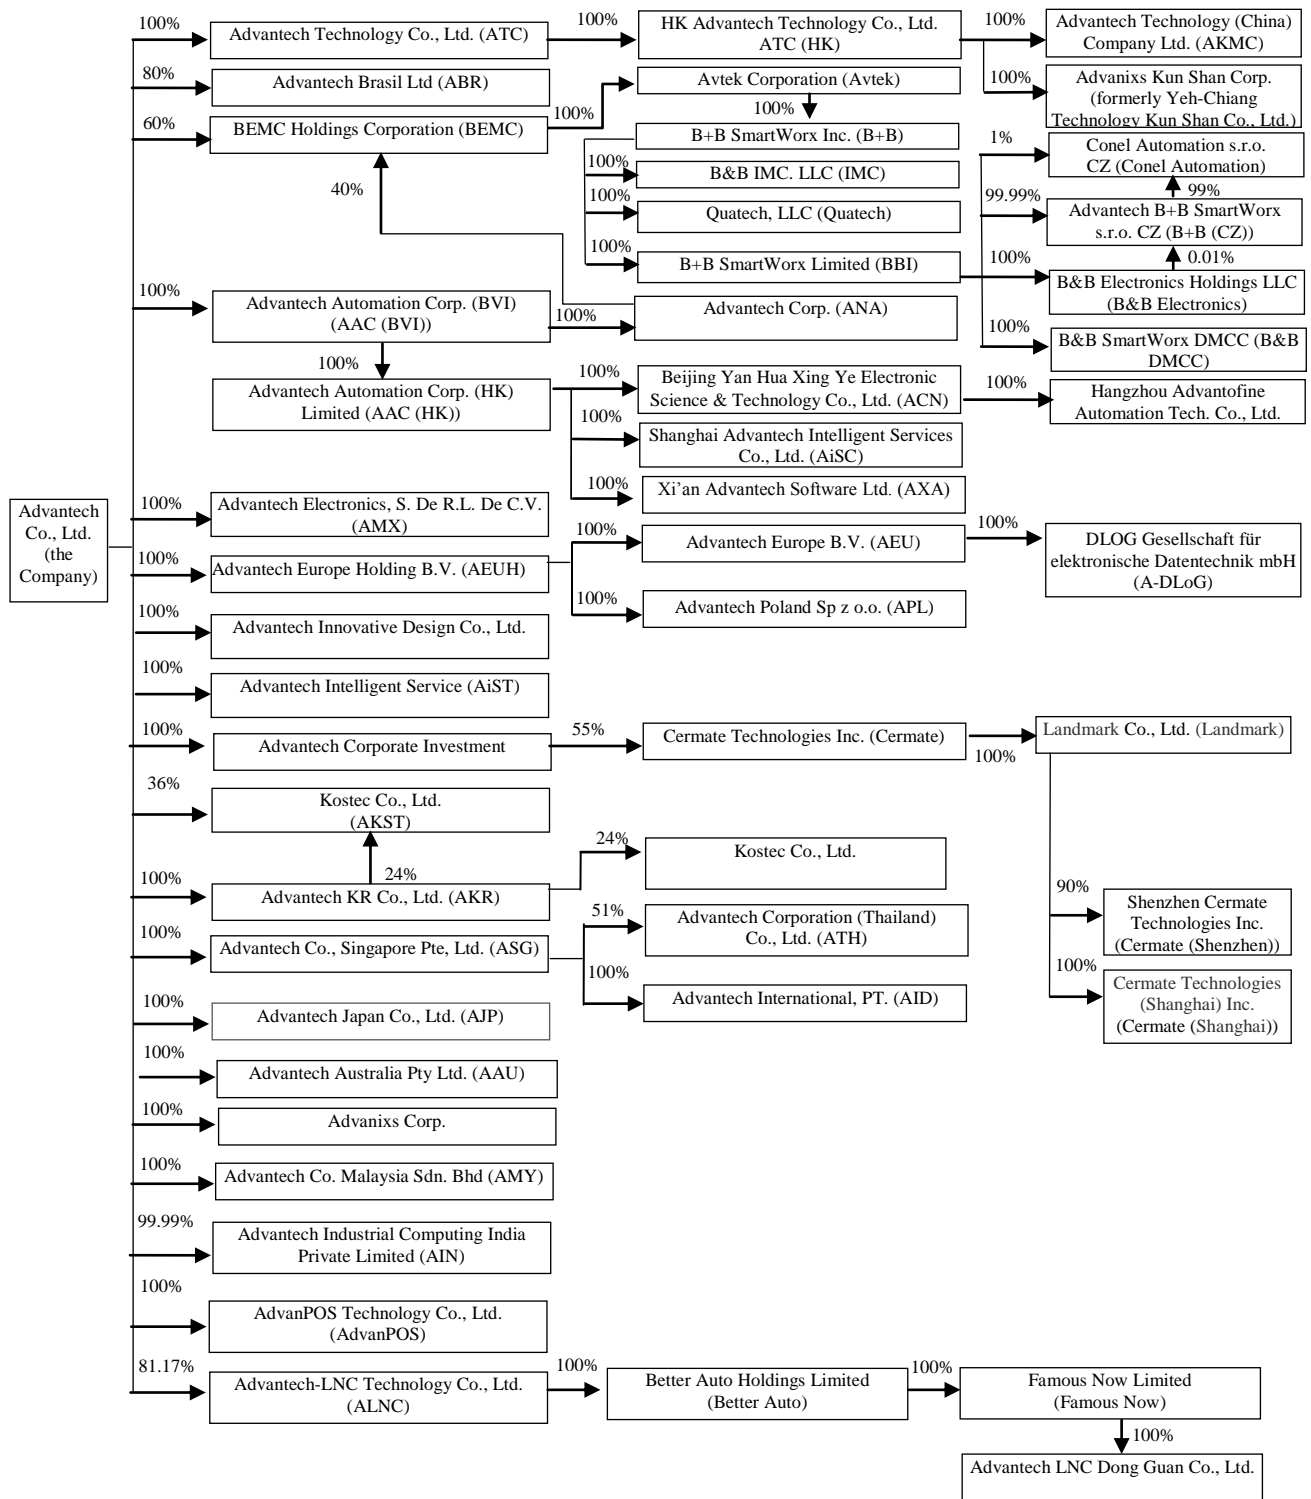 100%
Advantech Technology Co., Ltd. (ATC)
100%
HK Advantech Technology Co., Ltd.
ATC (HK)
100%
Advantech Technology (China)
Company Ltd. (AKMC)
80%
Advantech Brasil Ltd (ABR)
Avtek Corporation (Avtek)
100%
Advanixs Kun Shan Corp.
(formerly Yeh-Chiang
Technology Kun Shan Co., Ltd.)
60%
BEMC Holdings Corporation (BEMC)
100%
100%
B+B SmartWorx Inc. (B+B)
1%
Conel Automation s.r.o.
CZ (Conel Automation)
40%
100%
B&B IMC. LLC (IMC)
99%
100%
Quatech, LLC (Quatech)
99.99%
Advantech B+B SmartWorx
s.r.o. CZ (B+B (CZ))
100%
B+B SmartWorx Limited (BBI)
100%
0.01%
B&B Electronics Holdings LLC
(B&B Electronics)
100%
Advantech Automation Corp. (BVI)
(AAC (BVI))
100%
Advantech Corp. (ANA)
100%
B&B SmartWorx DMCC (B&B
DMCC)
100%
Advantech Automation Corp. (HK)
Limited (AAC (HK))
100%
Beijing Yan Hua Xing Ye Electronic
Science & Technology Co., Ltd. (ACN)
100%
Hangzhou Advantofine
Automation Tech. Co., Ltd.
100%
Shanghai Advantech Intelligent Services
Co., Ltd. (AiSC)
100%
Xi'an Advantech Software Ltd. (AXA)
Advantech
Co., Ltd.
(the
Company)
100%
Advantech Electronics, S. De R.L. De C.V.
(AMX)
100%
Advantech Europe Holding B.V. (AEUH)
100%
Advantech Europe B.V. (AEU)
100%
DLOG Gesellschaft für
elektronische Datentechnik mbH
(A-DLoG)
100%
Advantech Poland Sp z o.o. (APL)
100%
Advantech Innovative Design Co., Ltd.
100%
Advantech Intelligent Service (AiST)
100%
Advantech Corporate Investment
55%
Cermate Technologies Inc. (Cermate)
100%
Landmark Co., Ltd. (Landmark)
36%
Kostec Co., Ltd.
(AKST)
24%
24%
Kostec Co., Ltd.
100%
Advantech KR Co., Ltd. (AKR)
90%
Shenzhen Cermate
Technologies Inc.
(Cermate (Shenzhen))
100%
Advantech Co., Singapore Pte, Ltd. (ASG)
51%
Advantech Corporation (Thailand)
Co., Ltd. (ATH)
100%
Advantech International, PT. (AID)
100%
Cermate Technologies
(Shanghai) Inc.
(Cermate (Shanghai))
100%
Advantech Japan Co., Ltd. (AJP)
100%
Advantech Australia Pty Ltd. (AAU)
100%
Advanixs Corp.
100%
Advantech Co. Malaysia Sdn. Bhd (AMY)
99.99%
Advantech Industrial Computing India
Private Limited (AIN)
100%
AdvanPOS Technology Co., Ltd.
(AdvanPOS)
81.17%
Advantech-LNC Technology Co., Ltd.
(ALNC)
100%
Better Auto Holdings Limited
(Better Auto)
100%
Famous Now Limited
(Famous Now)
100%
Advantech LNC Dong Guan Co., Ltd.